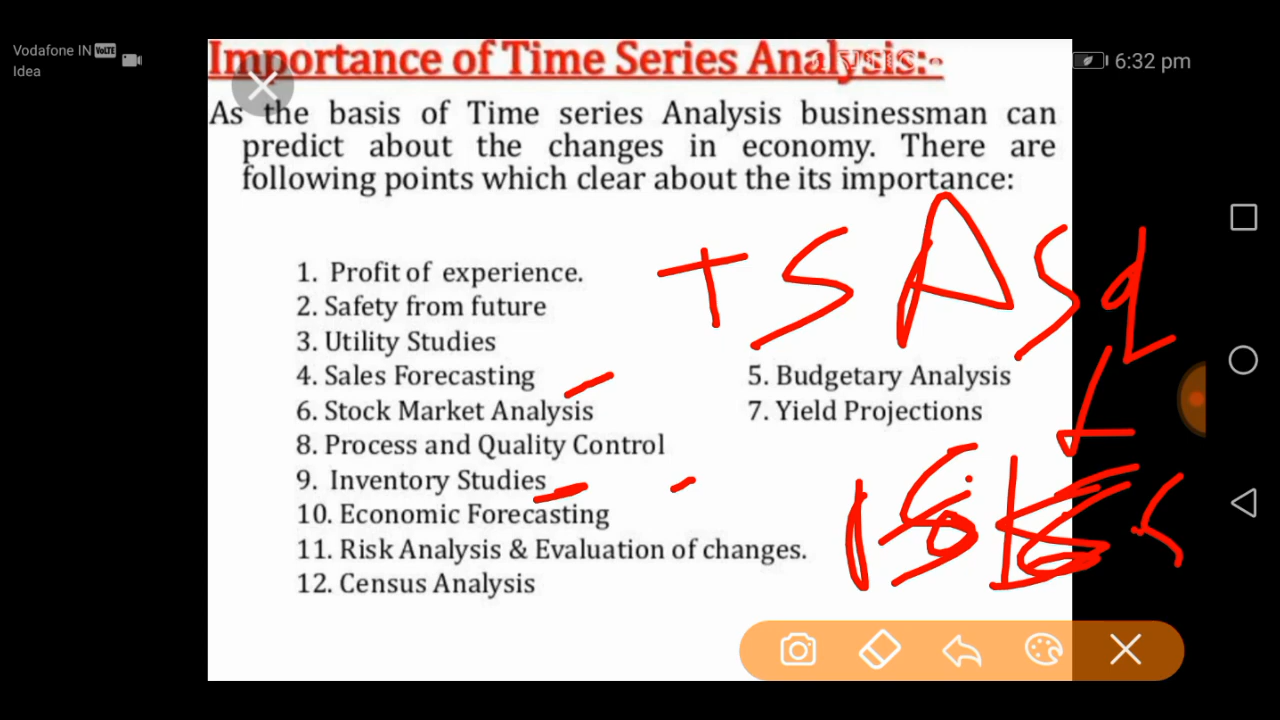 Vodafone IN VoLTE
Idea
6:32 pm
Importance of Time Series Analysis:-
As the basis of Time series Analysis businessman can
predict about the changes in economy. There are
following points which clear about the its importance:
T S A S
1. Profit of experience.
2. Safety from future
3. Utility Studies
4. Sales Forecasting 5. Budgetary Analysis
6. Stock Market Analysis 7. Yield Projections
8. Process and Quality Control
9. Inventory Studies
10. Economic Forecasting
11. Risk Analysis & Evaluation of changes.
12. Census Analysis